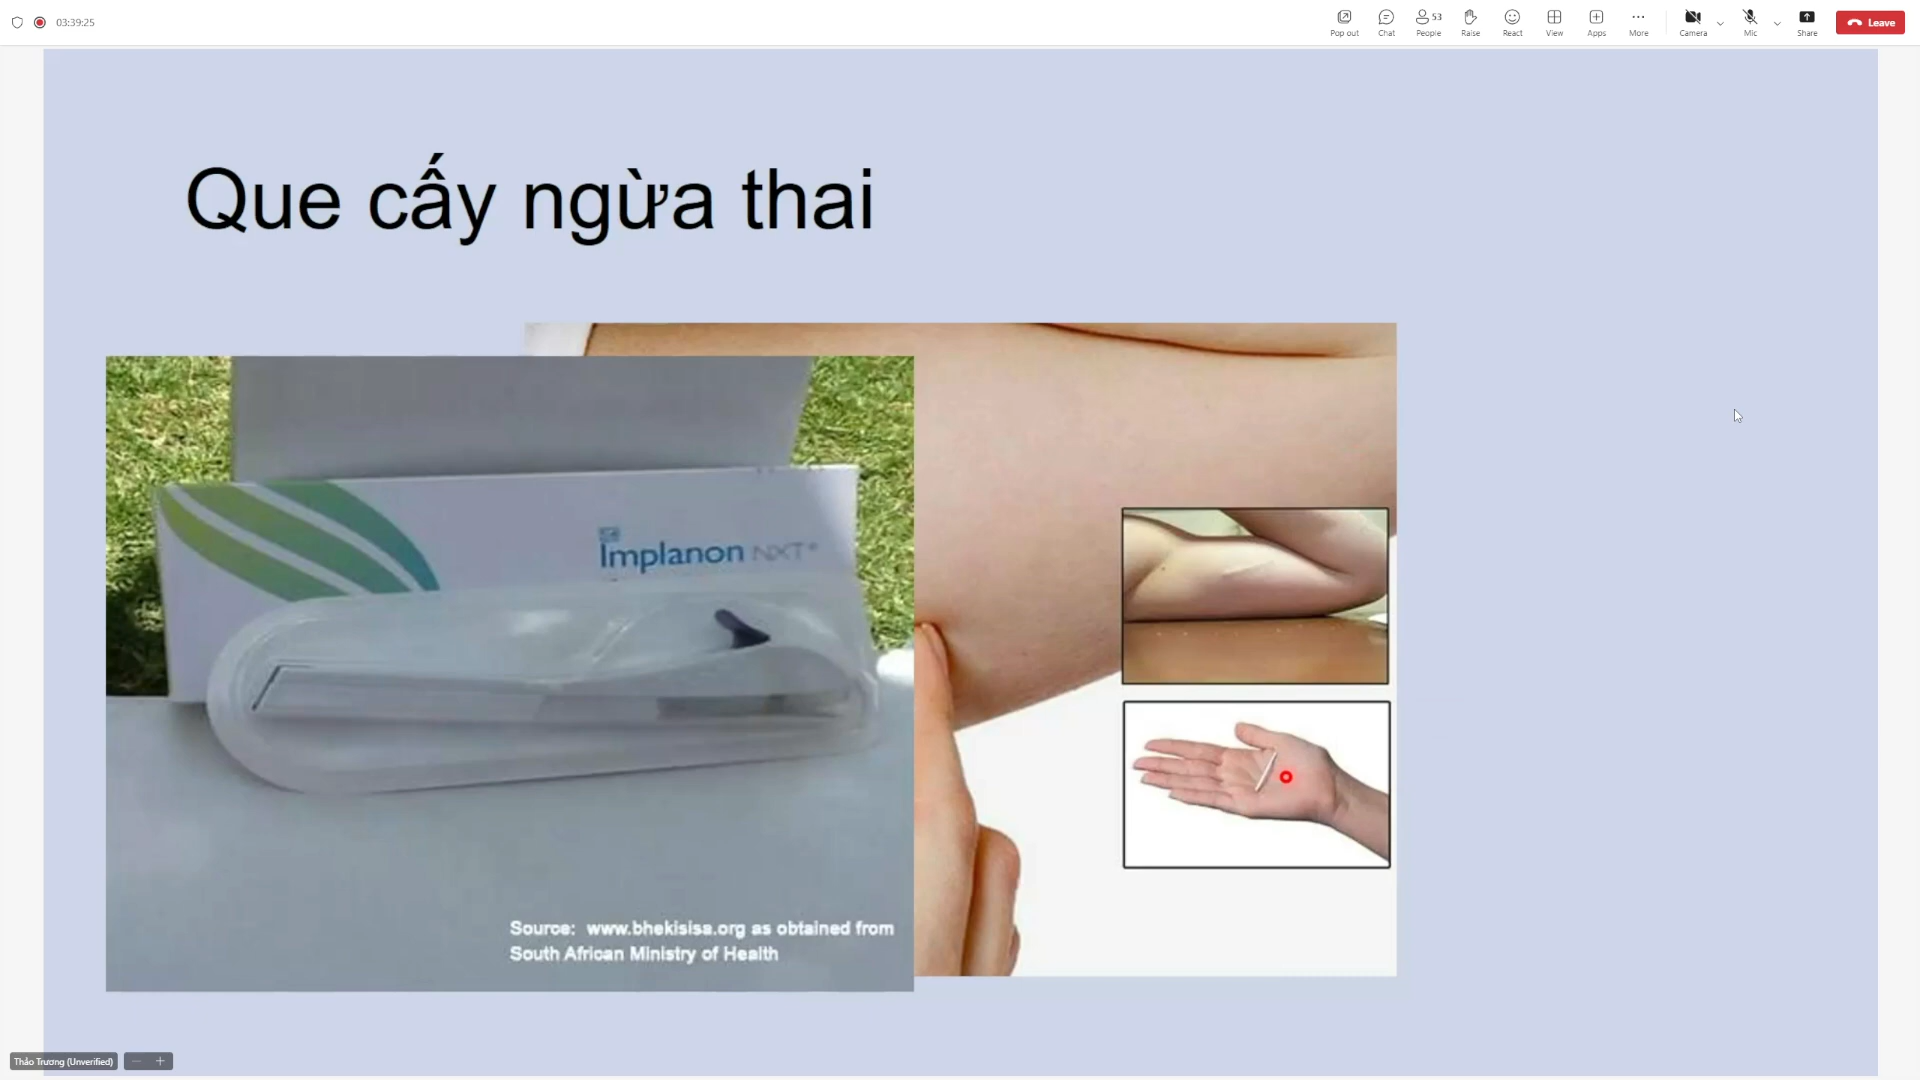 03:39:25
Pop out
Chat
53
People
Raise
React
View
Apps
More
Camera
Mic
Share
Leave
Que cấy ngừa thai
Implanon NXT®
Source: www.bhekisisa.org as obtained from
South African Ministry of Health
Thảo Trương (Unverified)